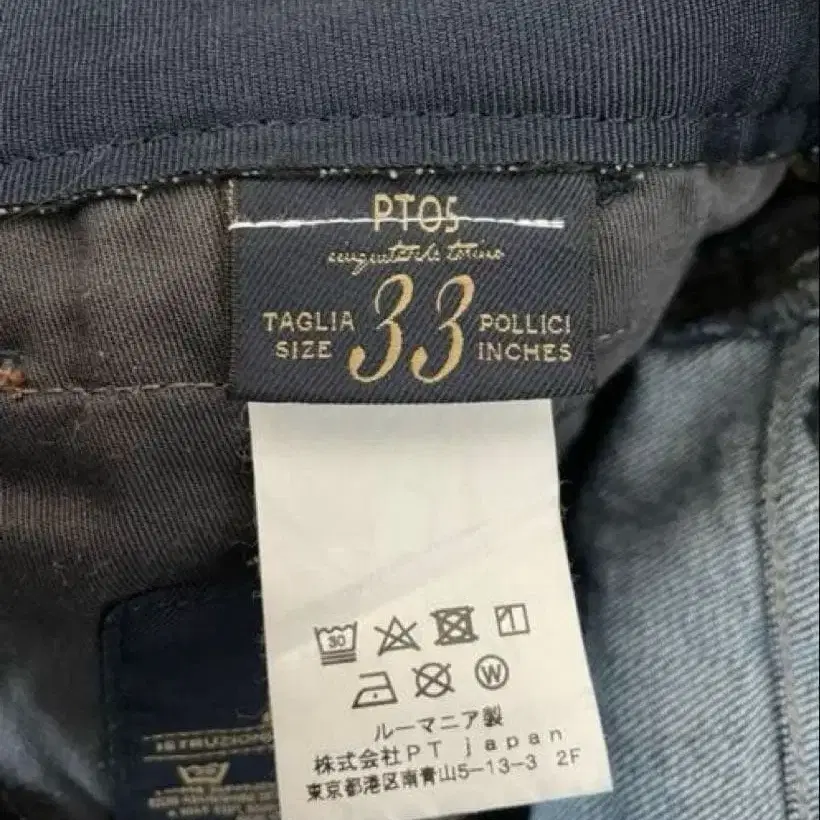 PT05
TAGLIA 33 POLLICI
SIZE INCHES
30
W
ルーマニア製
株式会社PT japan
東京都港区南青山5-13-3 2F